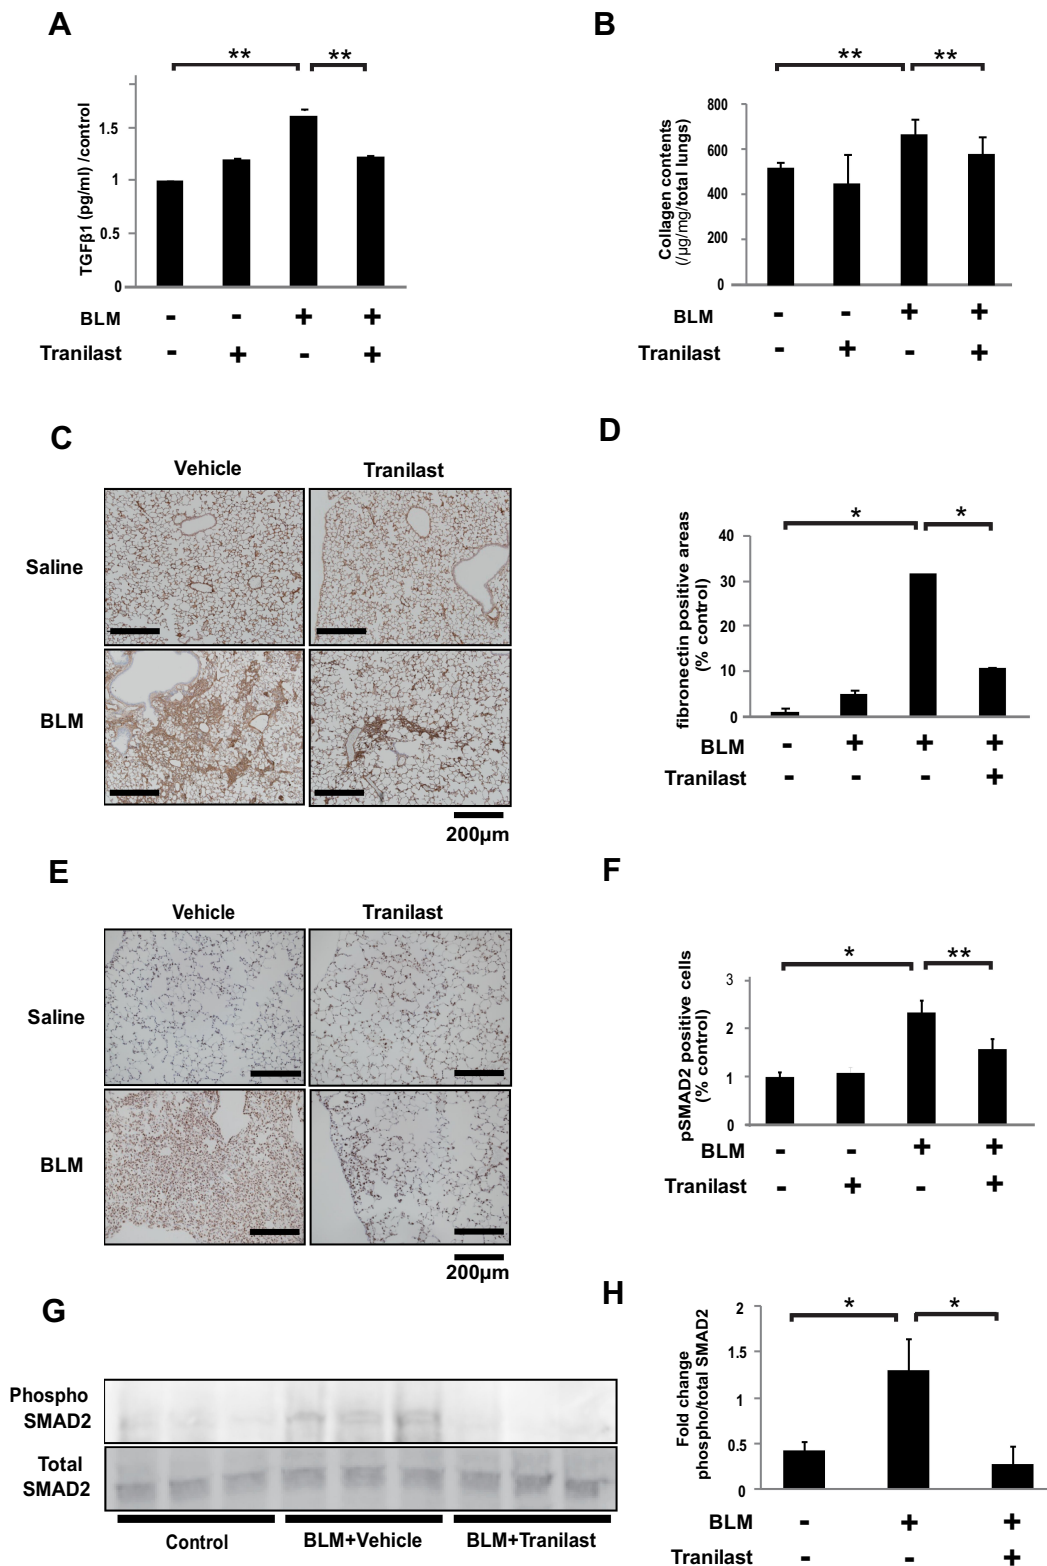 A
** **
TGFβ1 (pg/ml) /control
1.5
1
0.5
0
BLM - - + +
Tranilast - + - +
B
** **
Collagen contents
(/µg/mg/total lungs)
800
600
400
600
0
BLM - - + +
Tranilast - + - +
C
Vehicle Tranilast
Saline
BLM
200µm
D
* *
fibronectin positive areas
(% control)
40
30
20
10
0
BLM - + + +
Tranilast - - - +
E
Vehicle Tranilast
Saline
BLM
200µm
F
* **
pSMAD2 positive cells
(% control)
3
2
1
0
BLM - - + +
Tranilast - + - +
G
Phospho
SMAD2
Total
SMAD2
Control BLM+Vehicle BLM+Tranilast
H
* *
Fold change
phospho/total SMAD2
2
1.5
1
0.5
0
BLM - + +
Tranilast - - +